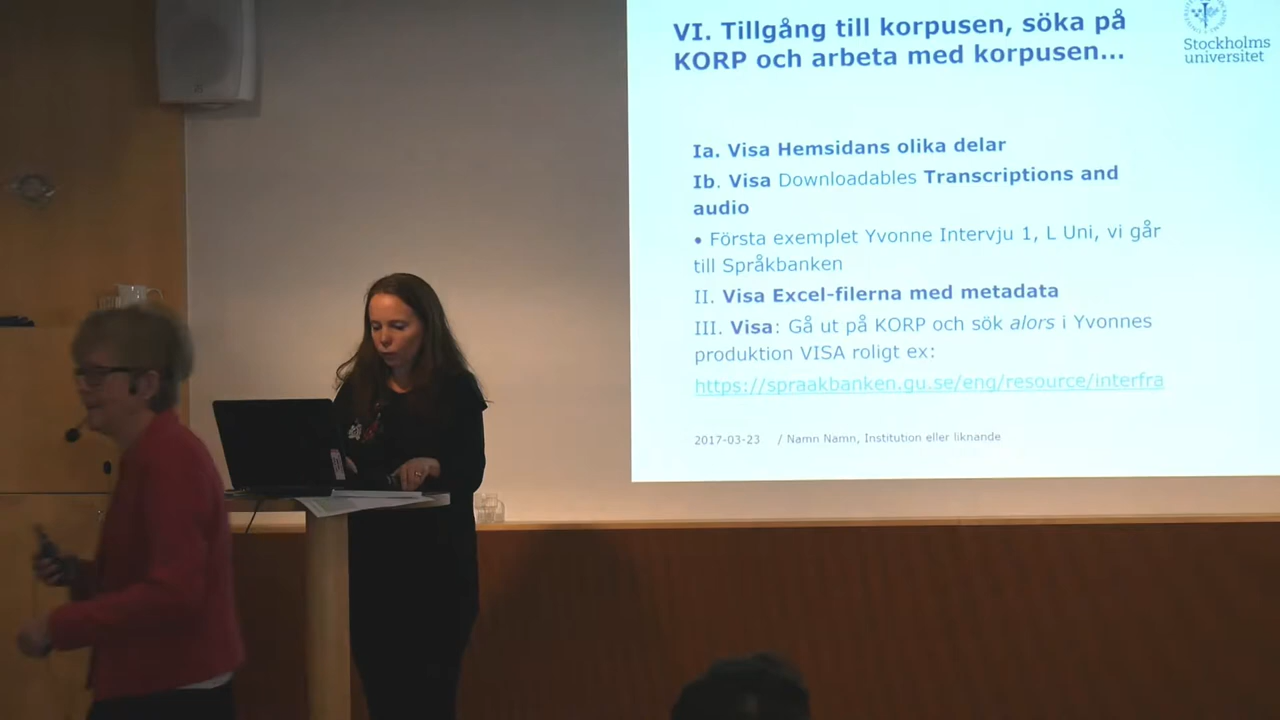 VI. Tillgång till korpusen, söka på
KORP och arbeta med korpusen...
Stockholms
universitet
Ia. Visa Hemsidans olika delar
Ib. Visa Downloadables Transcriptions and
audio
• Första exemplet Yvonne Intervju 1, L Uni, vi går
till Språkbanken
II. Visa Excel-filerna med metadata
III. Visa: Gå ut på KORP och sök alors i Yvonnes
produktion VISA roligt ex:
https://spraakbanken.gu.se/eng/resource/interfra
2017-03-23 / Namn Namn, Institution eller liknande